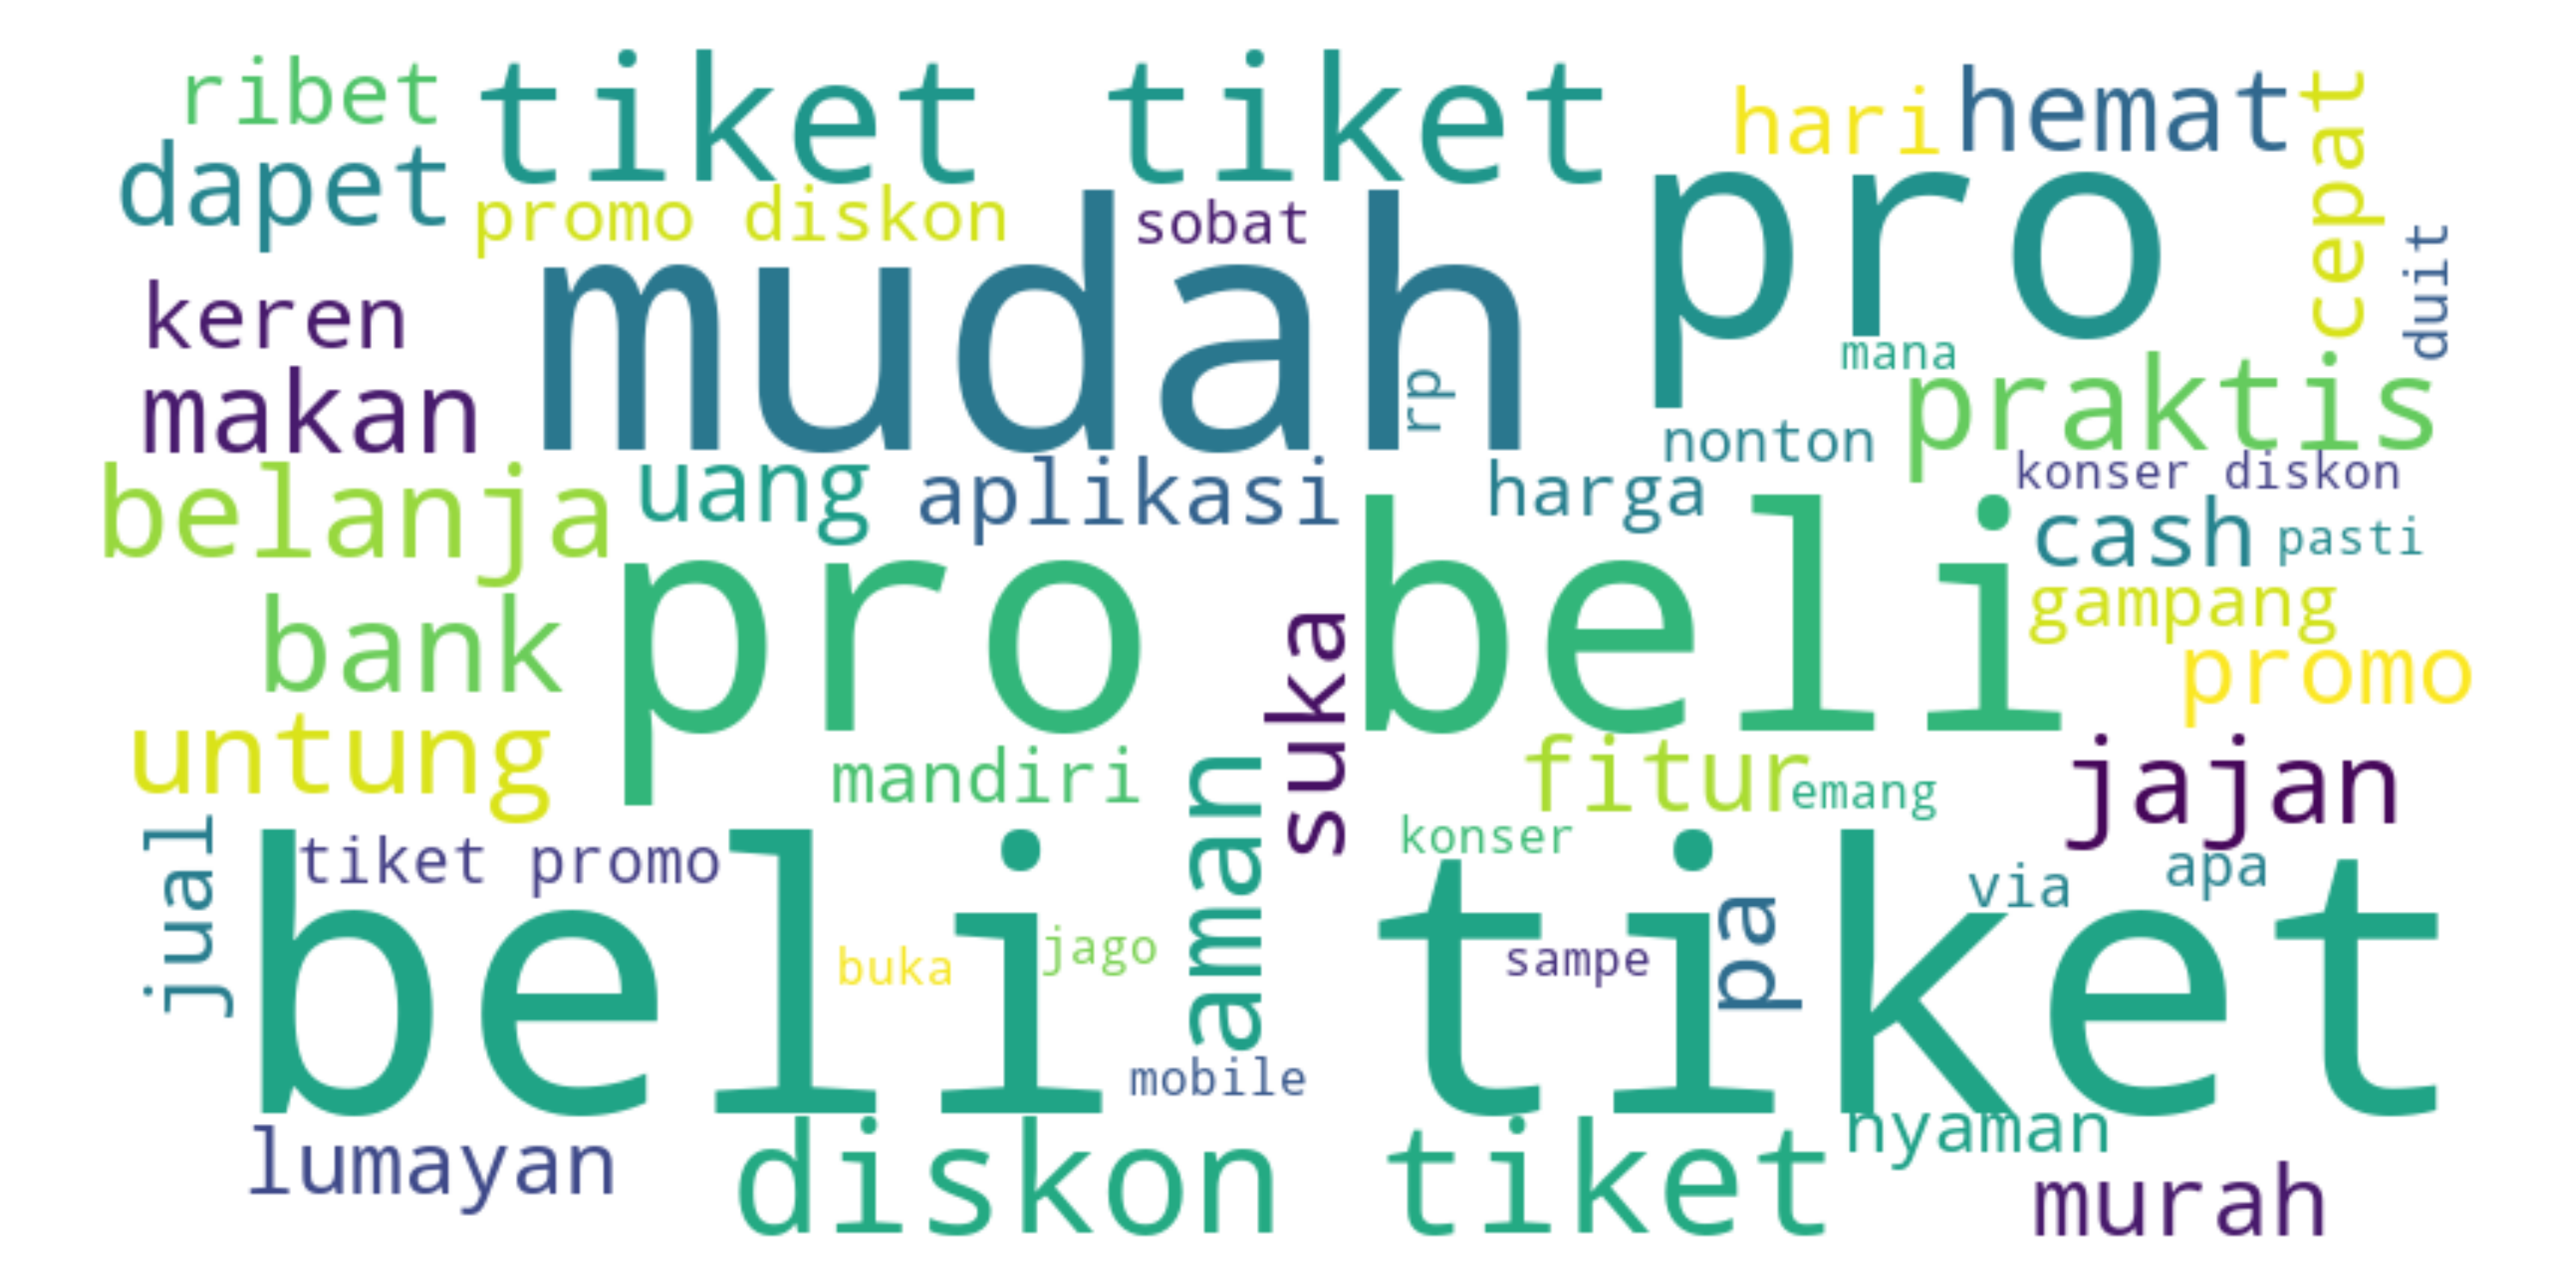 ribet
tiket tiket
hari
hemat
cepat
dapet
promo diskon
sobat
pro
duit
keren
mudah
mana
makan
rp
praktis
nonton
belanja
uang
aplikasi
harga
konser diskon
cash
pasti
bank
pro beli
gampang
suka
promo
untung
mandiri
aman
fitur
emang
jajan
jual
tiket promo
konser
via
apa
beli tiket
buka
jago
sampe
pa
mobile
lumayan
diskon tiket
nyaman
murah